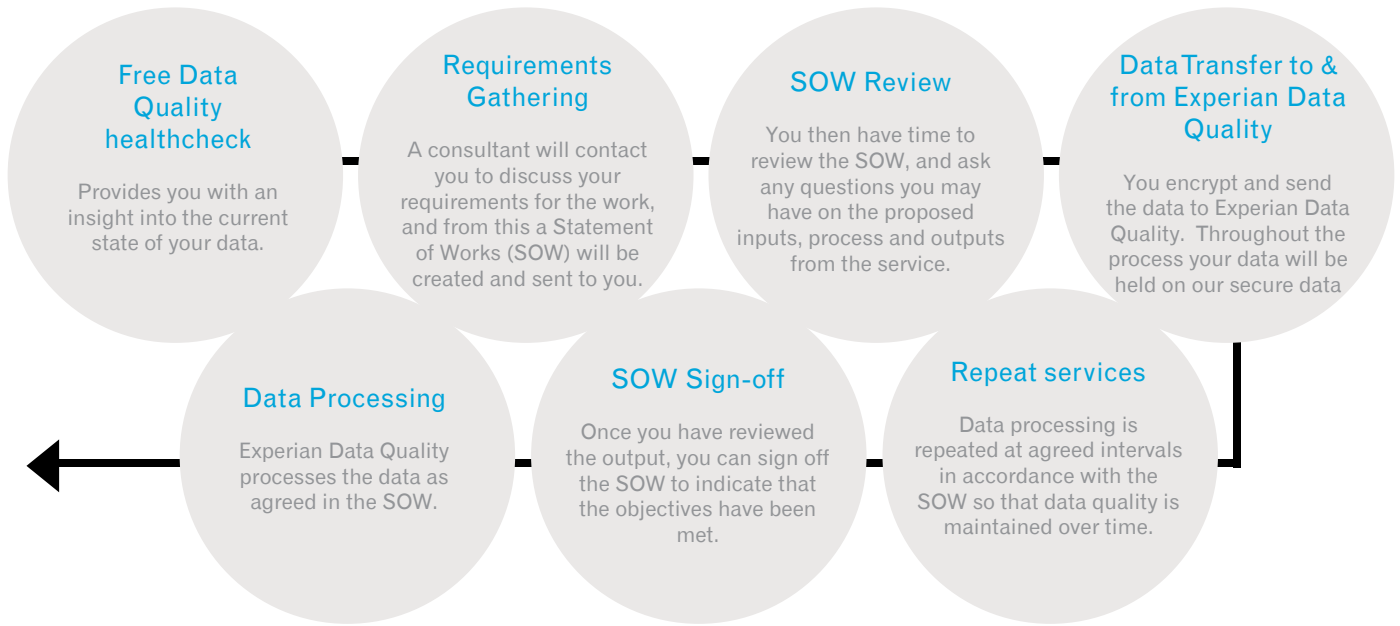 Free Data
Quality
healthcheck
Provides you with an
insight into the current
state of your data.
Requirements
Gathering
A consultant will contact
you to discuss your
requirements for the work,
and from this a Statement
of Works (SOW) will be
created and sent to you.
SOW Review
You then have time to
review the SOW, and ask
any questions you may
have on the proposed
inputs, process and outputs
from the service.
Data Transfer to &
from Experian Data
Quality
You encrypt and send
the data to Experian Data
Quality. Throughout the
process your data will be
held on our secure data
Data Processing
Experian Data Quality
processes the data as
agreed in the SOW.
SOW Sign-off
Once you have reviewed
the output, you can sign off
the SOW to indicate that
the objectives have been
met.
Repeat services
Data processing is
repeated at agreed intervals
in accordance with the
SOW so that data quality is
maintained over time.